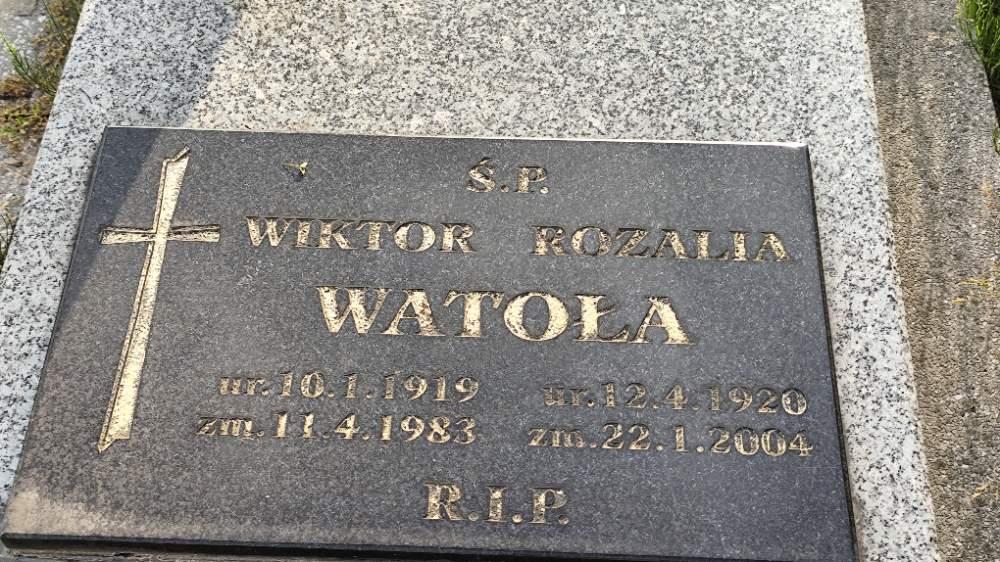 Ś.P.
WIKTOR ROZALIA
WATOŁA
ur.10.1.1919 ur.12.4.1920
zm.11.4.1983 zm.22.1.2004
R.I.P.